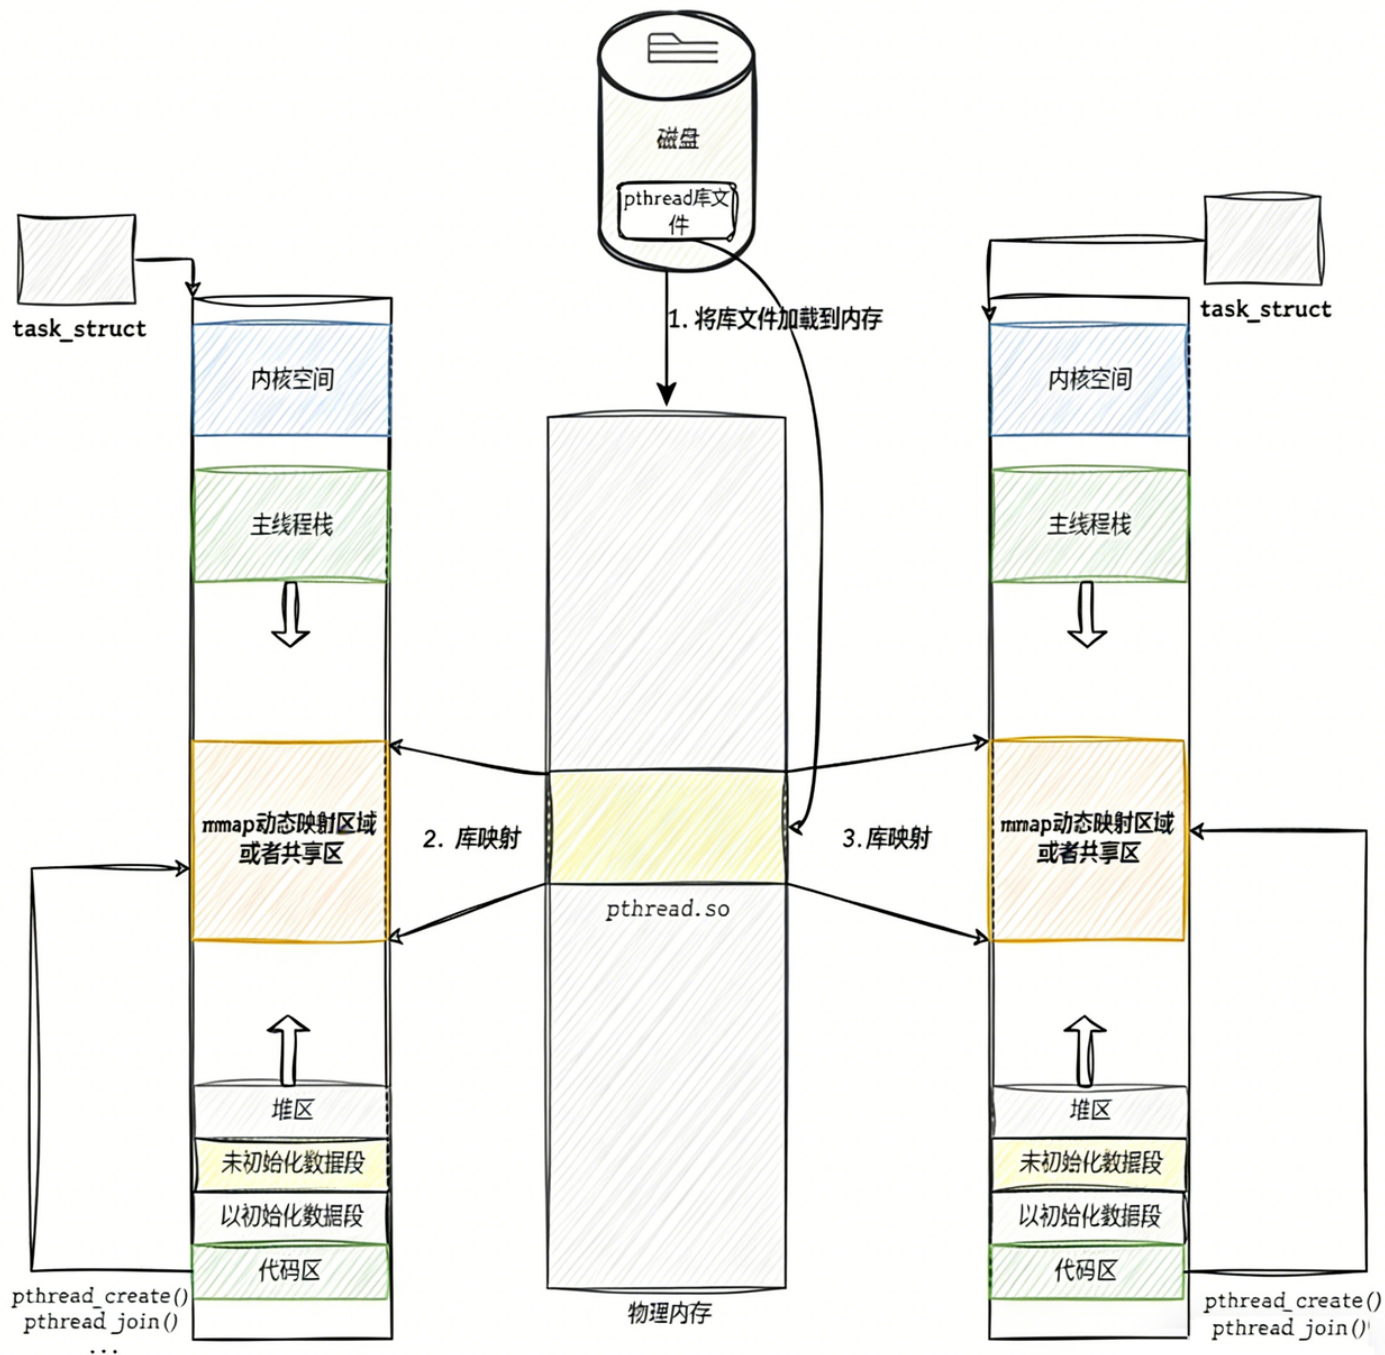 磁盘
pthread库文
件
task_struct
task_struct
1. 将库文件加载到内存
内核空间
内核空间
主线程栈
主线程栈
mmap动态映射区域
或者共享区
2. 库映射
3.库映射
mmap动态映射区域
或者共享区
pthread.so
堆区
未初始化数据段
以初始化数据段
代码区
堆区
未初始化数据段
以初始化数据段
代码区
pthread_create()
pthread_join()
...
物理内存
pthread_create()
pthread_join()